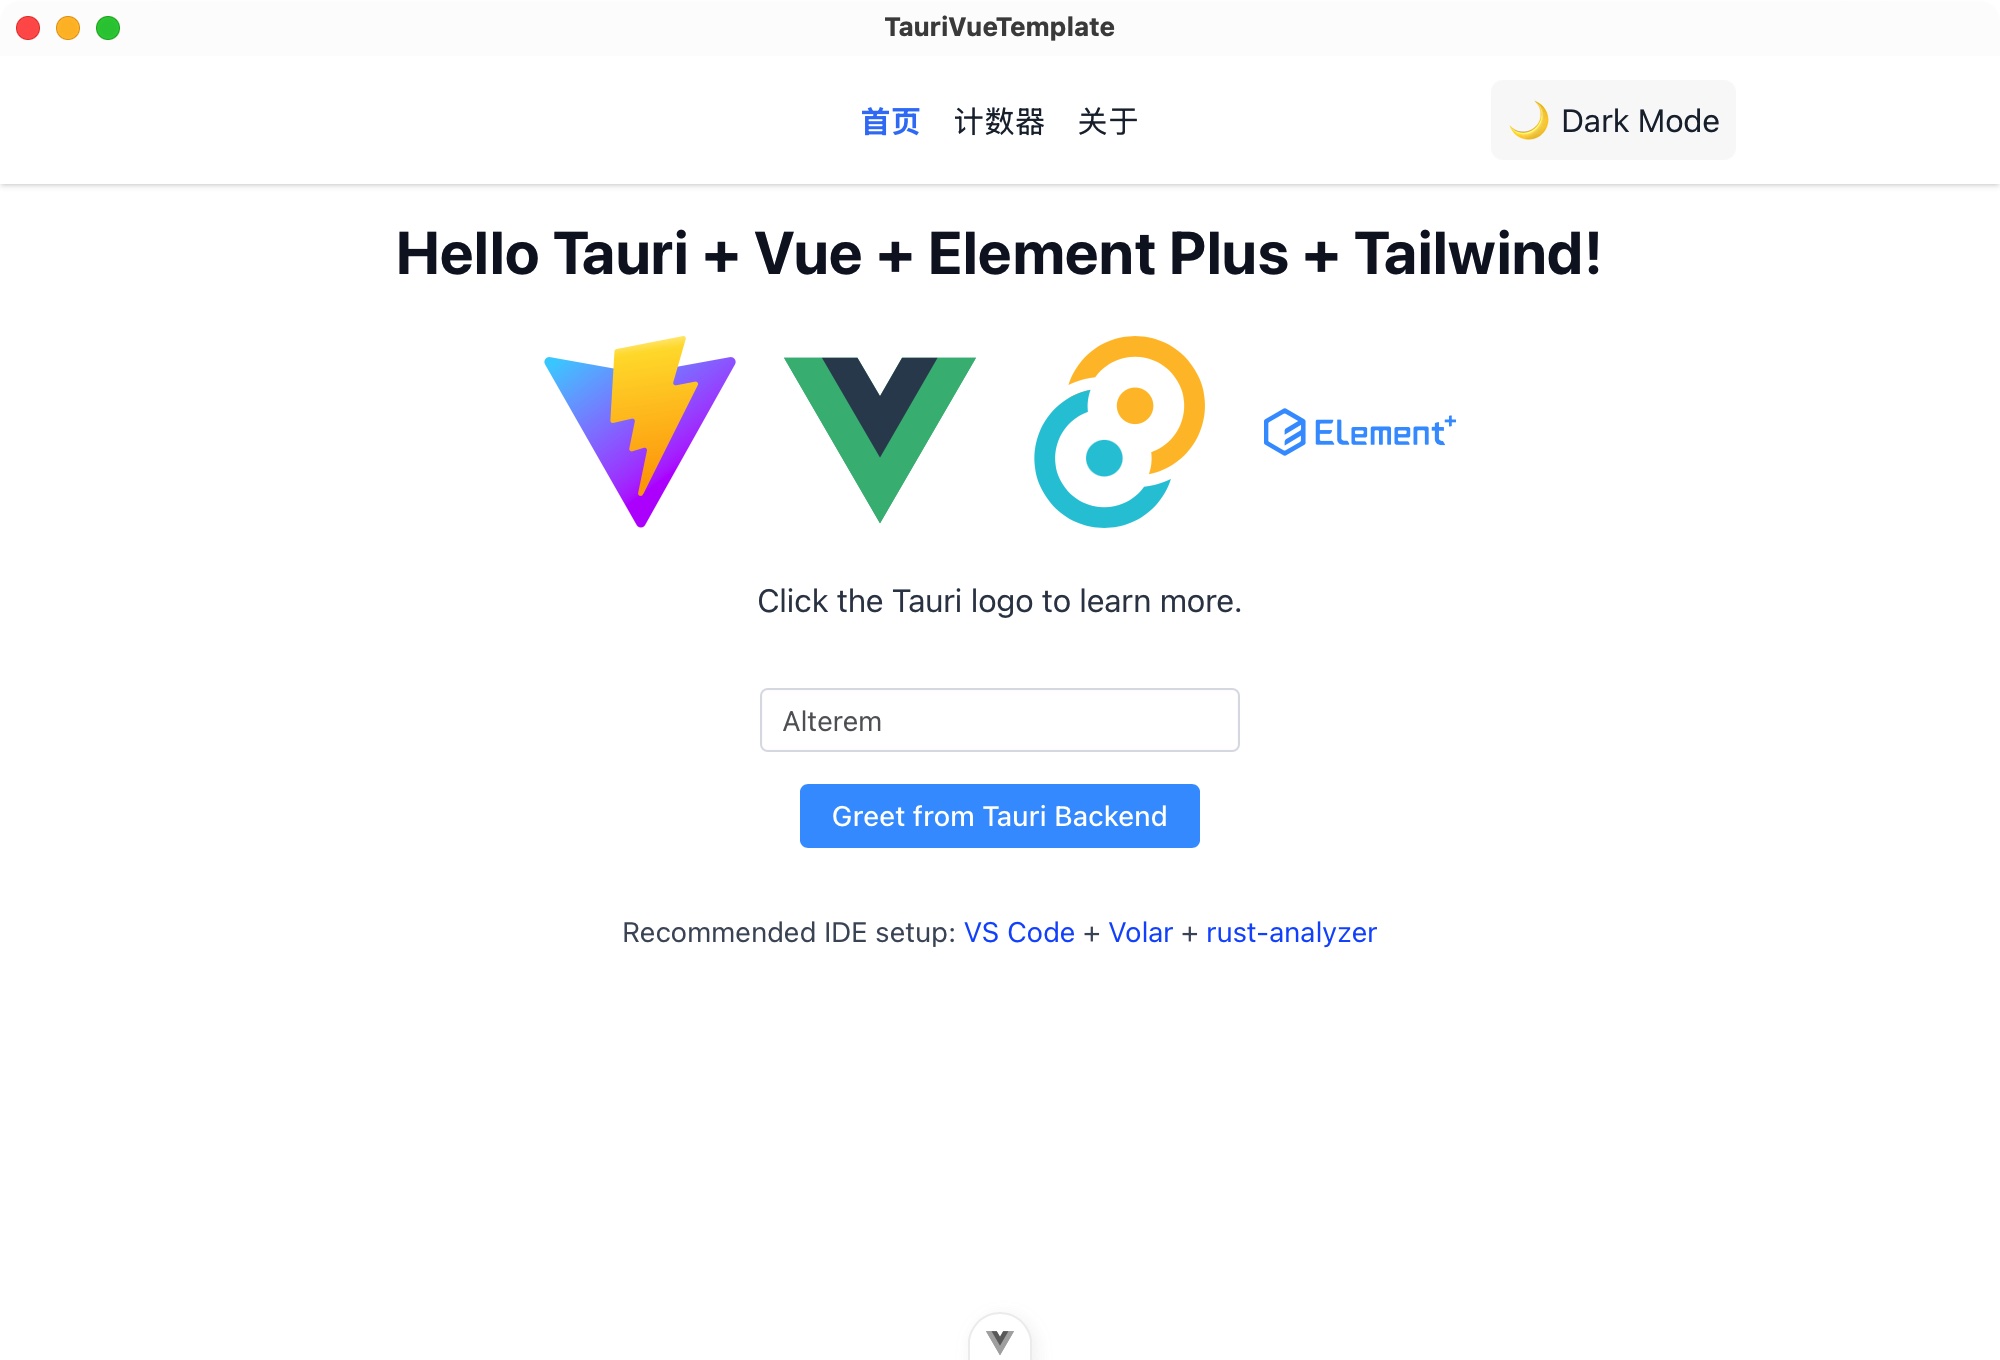 TauriVueTemplate
首页 计数器 关于 🌙 Dark Mode
Hello Tauri + Vue + Element Plus + Tailwind!
Element+
Click the Tauri logo to learn more.
Alterem
Greet from Tauri Backend
Recommended IDE setup: VS Code + Volar + rust-analyzer